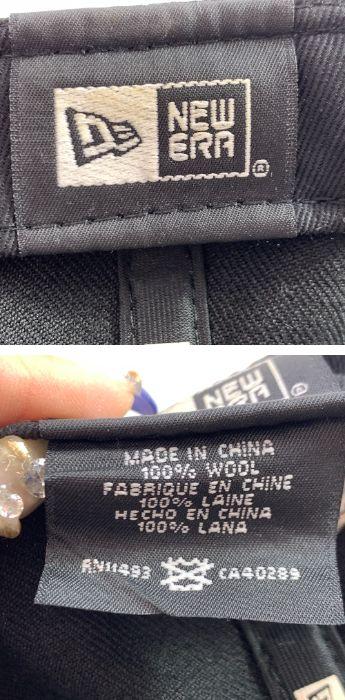 NEW
ERA
®
NEW
®
MADE IN CHINA
100% WOOL
FABRIQUE EN CHINE
100% LAINE
HECHO EN CHINA
100% LANA
RN11493 CA40289